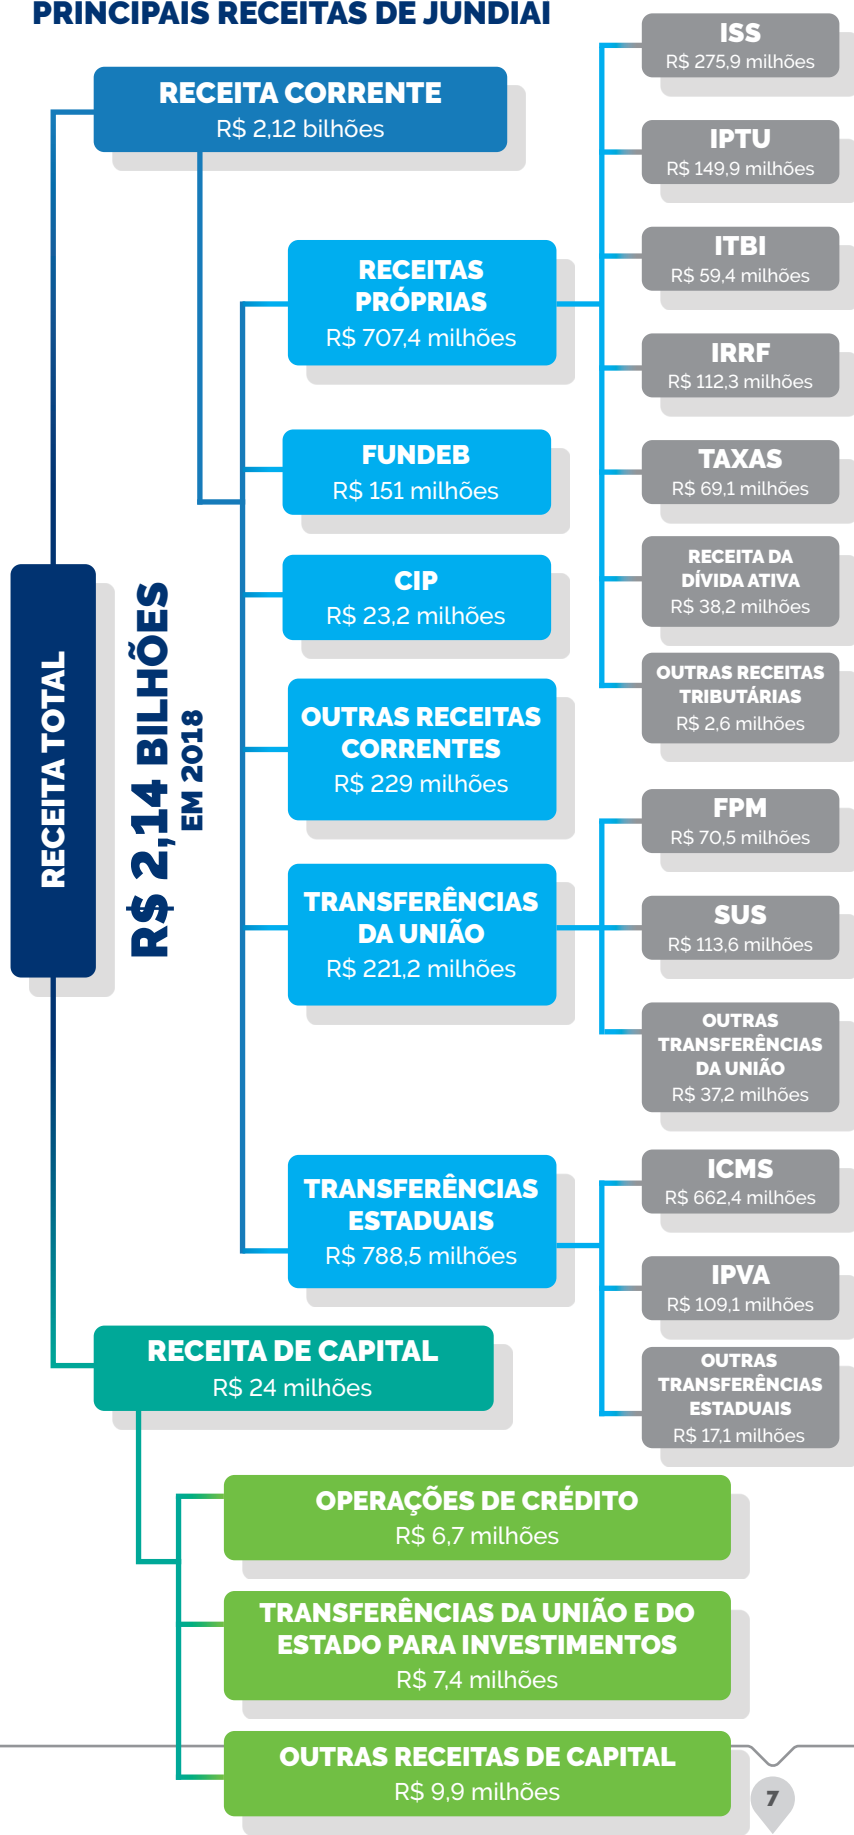 PRINCIPAIS RECEITAS DE JUNDIAÍ
RECEITA TOTAL
R$ 2,14 BILHÕES
EM 2018
RECEITA CORRENTE
R$ 2,12 bilhões
RECEITAS
PRÓPRIAS
R$ 707,4 milhões
ISS
R$ 275,9 milhões
IPTU
R$ 149,9 milhões
ITBI
R$ 59,4 milhões
IRRF
R$ 112,3 milhões
TAXAS
R$ 69,1 milhões
RECEITA DA
DÍVIDA ATIVA
R$ 38,2 milhões
OUTRAS RECEITAS
TRIBUTÁRIAS
R$ 2,6 milhões
FUNDEB
R$ 151 milhões
CIP
R$ 23,2 milhões
OUTRAS RECEITAS
CORRENTES
R$ 229 milhões
TRANSFERÊNCIAS
DA UNIÃO
R$ 221,2 milhões
FPM
R$ 70,5 milhões
SUS
R$ 113,6 milhões
OUTRAS
TRANSFERÊNCIAS
DA UNIÃO
R$ 37,2 milhões
TRANSFERÊNCIAS
ESTADUAIS
R$ 788,5 milhões
ICMS
R$ 662,4 milhões
IPVA
R$ 109,1 milhões
OUTRAS
TRANSFERÊNCIAS
ESTADUAIS
R$ 17,1 milhões
RECEITA DE CAPITAL
R$ 24 milhões
OPERAÇÕES DE CRÉDITO
R$ 6,7 milhões
TRANSFERÊNCIAS DA UNIÃO E DO
ESTADO PARA INVESTIMENTOS
R$ 7,4 milhões
OUTRAS RECEITAS DE CAPITAL
R$ 9,9 milhões
7